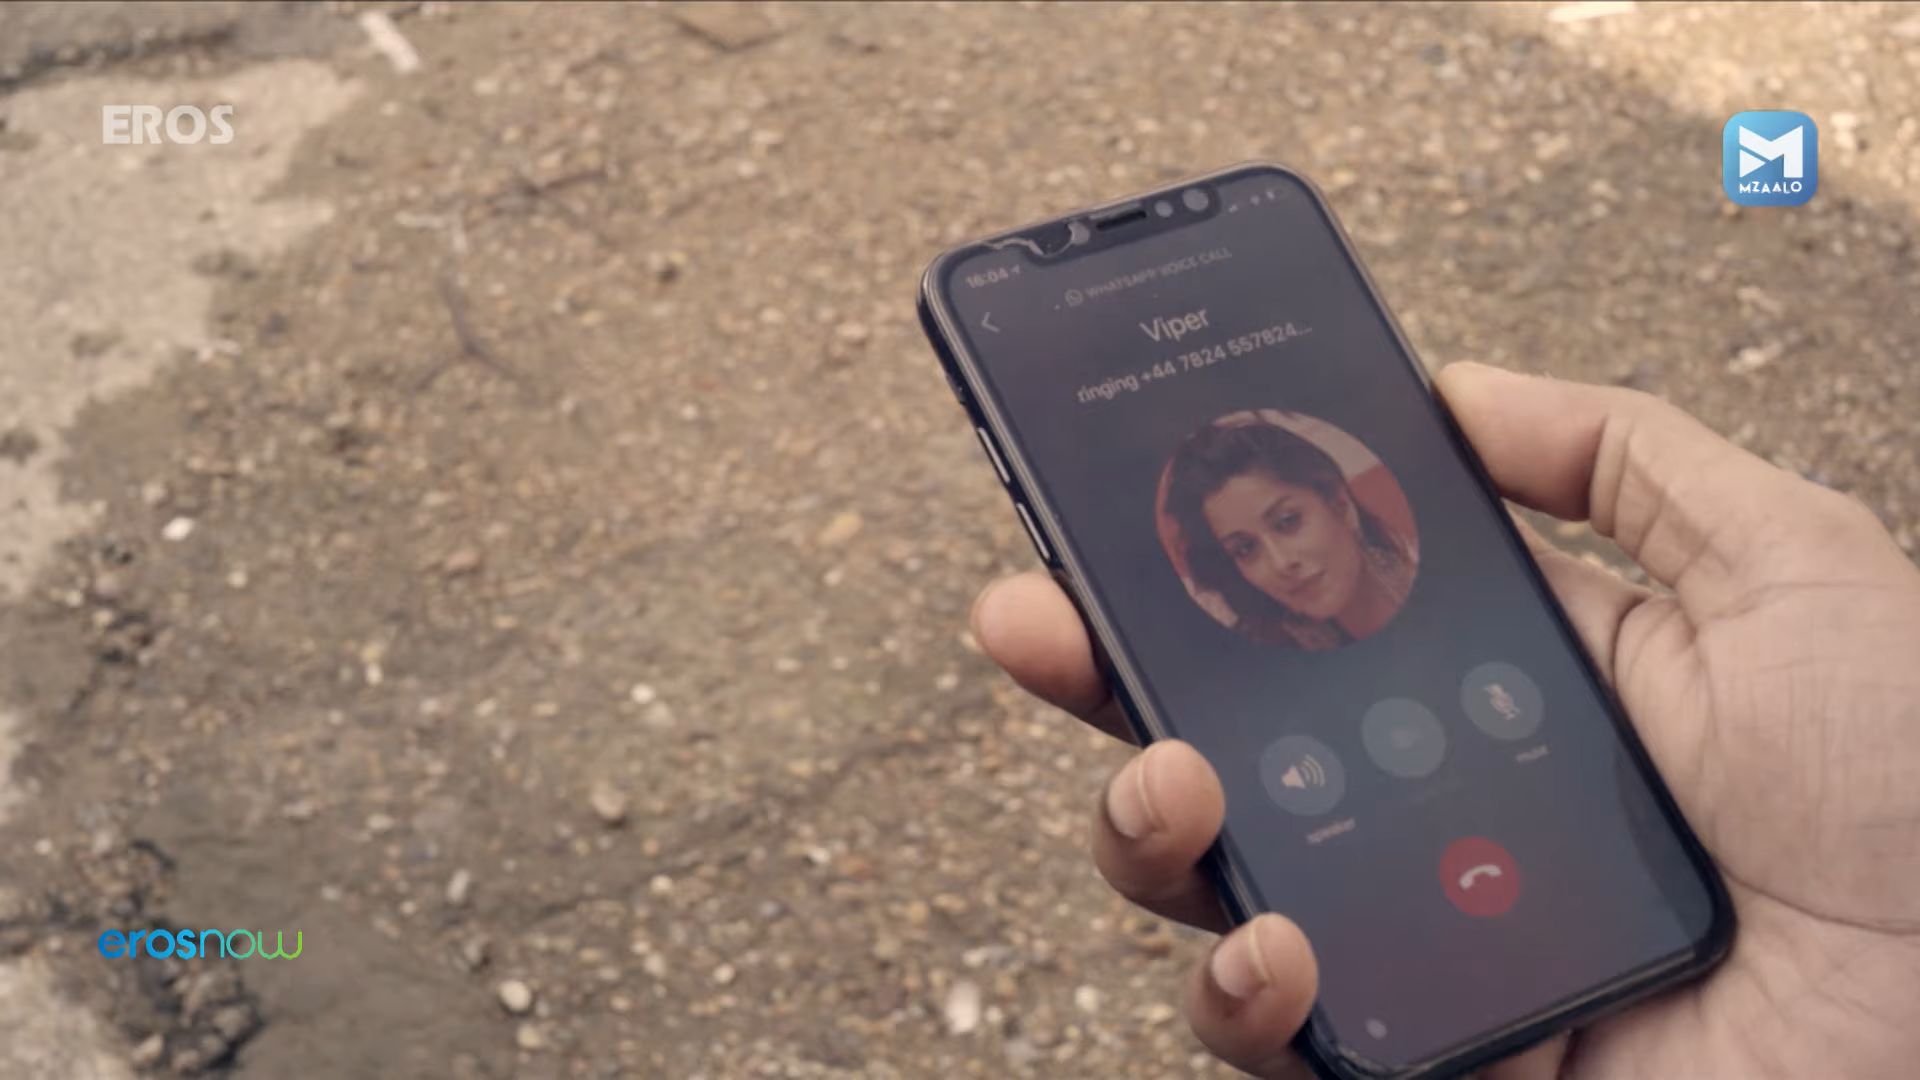 EROS
MZAALO
16:04
WHATSAPP VOICE CALL
Viper
ringing +44 7824 557824...
speaker
mute
erosnow